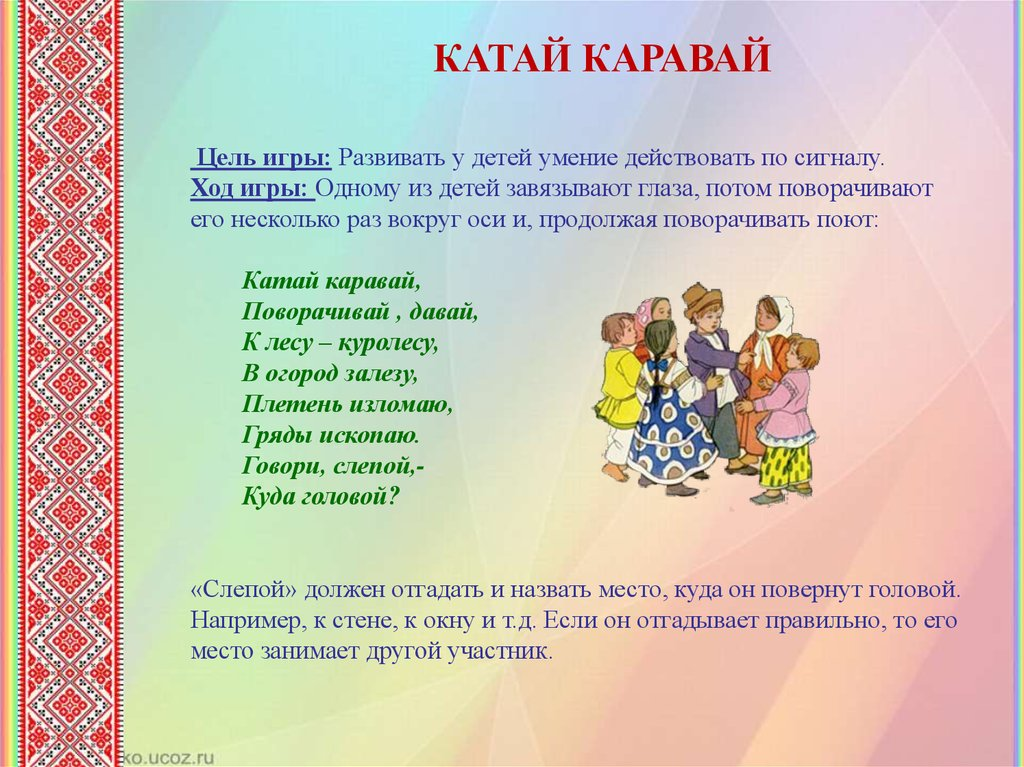 КАТАЙ КАРАВАЙ
Цель игры: Развивать у детей умение действовать по сигналу.
Ход игры: Одному из детей завязывают глаза, потом поворачивают
его несколько раз вокруг оси и, продолжая поворачивать поют:
Катай каравай,
Поворачивай , давай,
К лесу – куролесу,
В огород залезу,
Плетень изломаю,
Гряды ископаю.
Говори, слепой,-
Куда головой?
«Слепой» должен отгадать и назвать место, куда он повернут головой.
Например, к стене, к окну и т.д. Если он отгадывает правильно, то его
место занимает другой участник.
ko.ucoz.ru